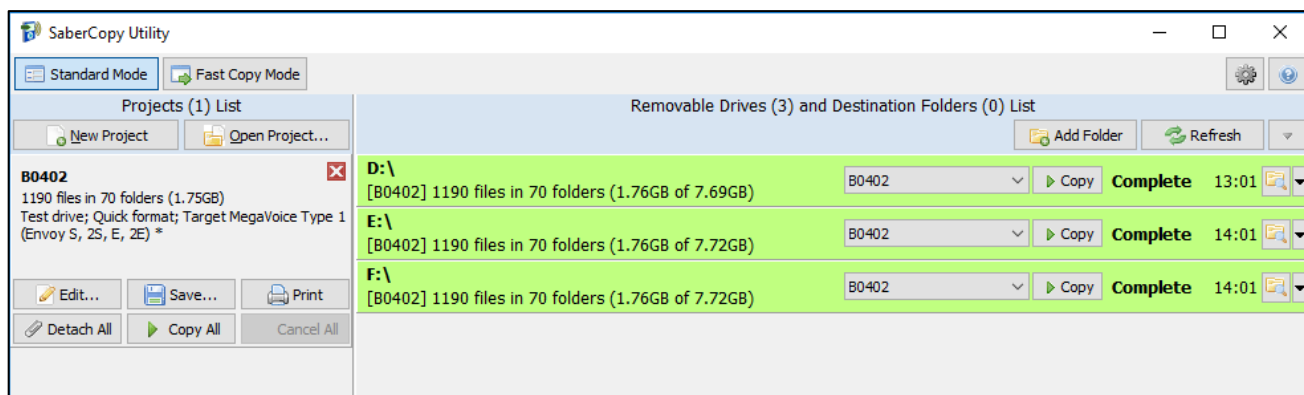 SaberCopy Utility
Standard Mode Fast Copy Mode
Projects (1) List
New Project Open Project...
B0402
1190 files in 70 folders (1.75GB)
Test drive; Quick format; Target MegaVoice Type 1
(Envoy S, 2S, E, 2E) *
Edit... Save... Print
Detach All Copy All Cancel All
Removable Drives (3) and Destination Folders (0) List
Add Folder Refresh
D:\
[B0402] 1190 files in 70 folders (1.76GB of 7.69GB)
B0402 Copy Complete 13:01
E:\
[B0402] 1190 files in 70 folders (1.76GB of 7.72GB)
B0402 Copy Complete 14:01
F:\
[B0402] 1190 files in 70 folders (1.76GB of 7.72GB)
B0402 Copy Complete 14:01